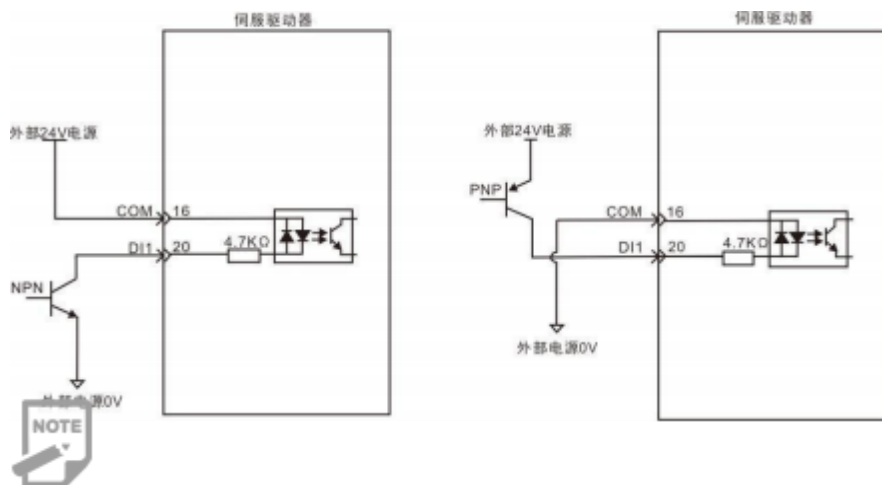 伺服驱动器
外部24V电源
COM
16
DI1
20
4.7KΩ
NPN
外部电源0V
NOTE
伺服驱动器
外部24V电源
PNP
COM
16
DI1
20
4.7KΩ
外部电源0V